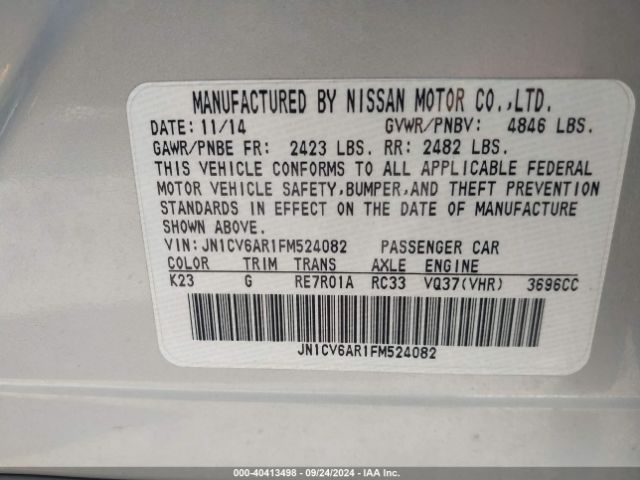 MANUFACTURED BY NISSAN MOTOR CO.,LTD.
DATE: 11/14 GVWR/PNBV: 4846 LBS.
GAWR/PNBE FR: 2423 LBS. RR: 2482 LBS.
THIS VEHICLE CONFORMS TO ALL APPLICABLE FEDERAL
MOTOR VEHICLE SAFETY,BUMPER,AND THEFT PREVENTION
STANDARDS IN EFFECT ON THE DATE OF MANUFACTURE
SHOWN ABOVE.
VIN: JN1CV6AR1FM524082 PASSENGER CAR
COLOR TRIM TRANS AXLE ENGINE
K23 G RE7R01A RC33 VQ37(VHR) 3696CC
JN1CV6AR1FM524082
000-40413498 - 09/24/2024 - IAA Inc.